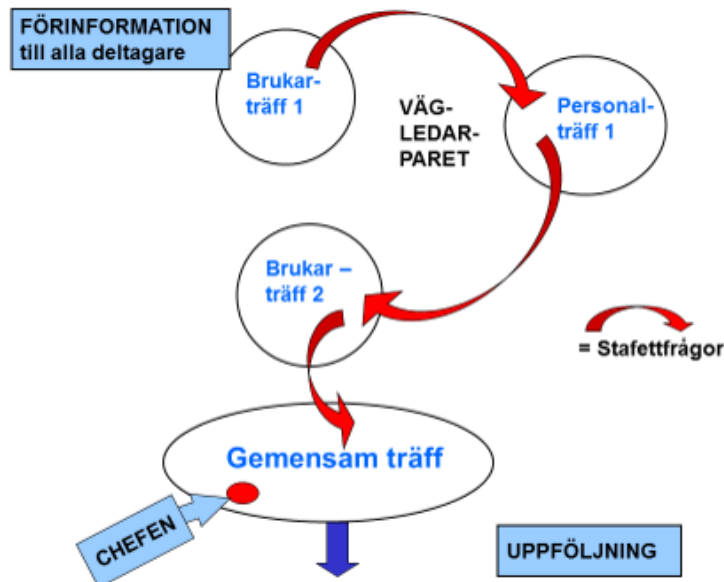 FÖRINFORMATION
till alla deltagare
Brukar-
träff 1
VÄG-
LEDAR-
PARET
Personal-
träff 1
Brukar –
träff 2
= Stafettfrågor
Gemensam träff
CHEFEN
UPPFÖLJNING